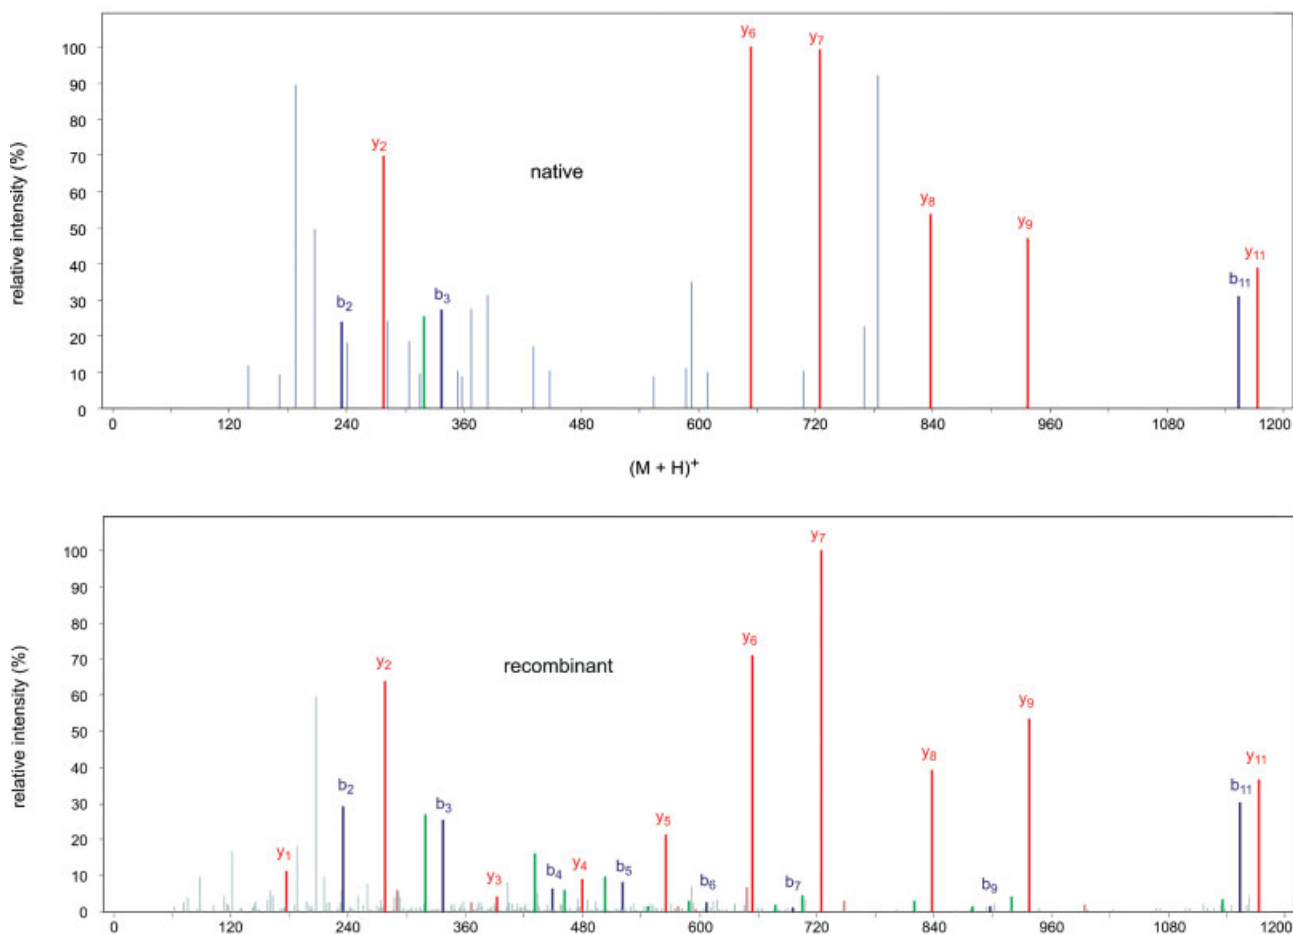 y6
y7
100
90
80
y2
70
native
60
y8
50
y9
40
y11
b11
b3
b2
30
20
10
0
0 120 240 360 480 600 720 840 960 1080 1200
relative intensity (%)
(M + H)+
y7
100
90
80
y6
recombinant
y2
70
60
y9
50
y8
40
y11
b11
b2
b3
30
y5
20
y1
y4
b4
b5
y3
b6
b7
b9
10
0
0 120 240 360 480 600 720 840 960 1080 1200
relative intensity (%)